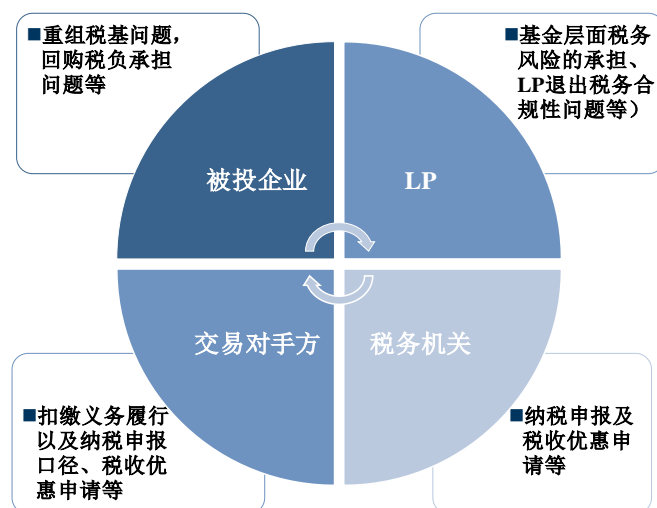 ■重组税基问题，
回购税负承担
问题等
■基金层面税务
风险的承担、
LP退出税务合
规性问题等）
被投企业
LP
交易对手方
税务机关
■扣缴义务履行
以及纳税申报
口径、税收优
惠申请等
■纳税申报及
税收优惠申
请等